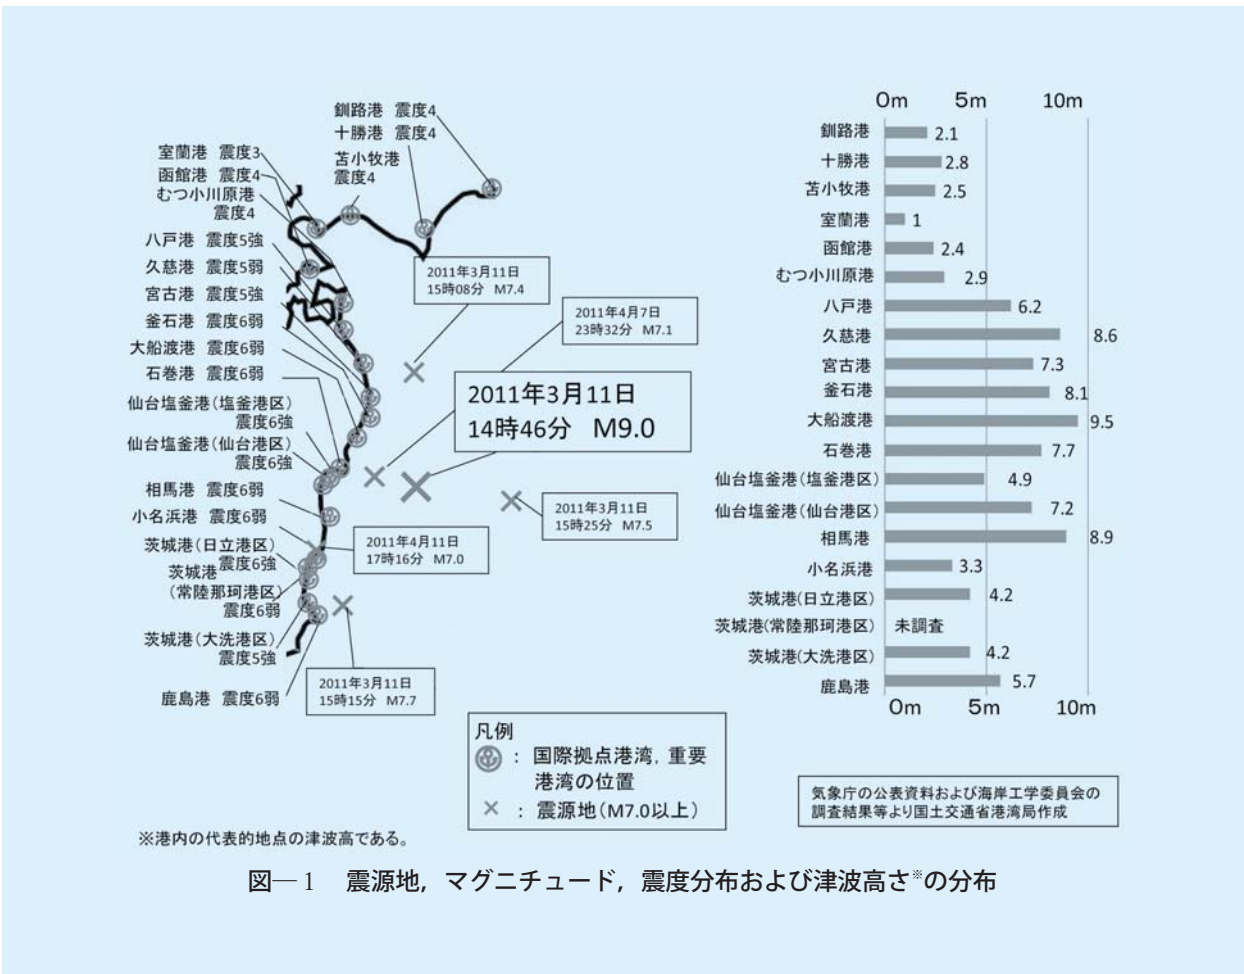 釧路港 震度4
十勝港 震度4
苫小牧港
震度4
室蘭港 震度3
函館港 震度4
むつ小川原港
震度4
八戸港 震度5強
久慈港 震度5弱
宮古港 震度5強
釜石港 震度6弱
大船渡港 震度6弱
石巻港 震度6弱
仙台塩釜港(塩釜港区)
震度6強
仙台塩釜港(仙台港区)
震度6強
相馬港 震度6弱
小名浜港 震度6弱
茨城港(日立港区)
震度6強
茨城港
(常陸那珂港区)
震度6弱
茨城港(大洗港区)
震度5強
鹿島港 震度6弱
2011年3月11日
15時08分 M7.4
2011年4月7日
23時32分 M7.1
2011年3月11日
14時46分 M9.0
2011年3月11日
15時25分 M7.5
2011年4月11日
17時16分 M7.0
2011年3月11日
15時15分 M7.7
凡例
: 国際拠点港湾, 重要
港湾の位置
: 震源地(M7.0以上)
0m 5m 10m
釧路港 2.1
十勝港 2.8
苫小牧港 2.5
室蘭港 1
函館港 2.4
むつ小川原港 2.9
八戸港 6.2
久慈港 8.6
宮古港 7.3
釜石港 8.1
大船渡港 9.5
石巻港 7.7
仙台塩釜港(塩釜港区) 4.9
仙台塩釜港(仙台港区) 7.2
相馬港 8.9
小名浜港 3.3
茨城港(日立港区) 4.2
茨城港(常陸那珂港区) 未調査
茨城港(大洗港区) 4.2
鹿島港 5.7
0m 5m 10m
気象庁の公表資料および海岸工学委員会の
調査結果等より国土交通省港湾局作成
※港内の代表的地点の津波高である。
図―1 震源地，マグニチュード，震度分布および津波高さ※の分布